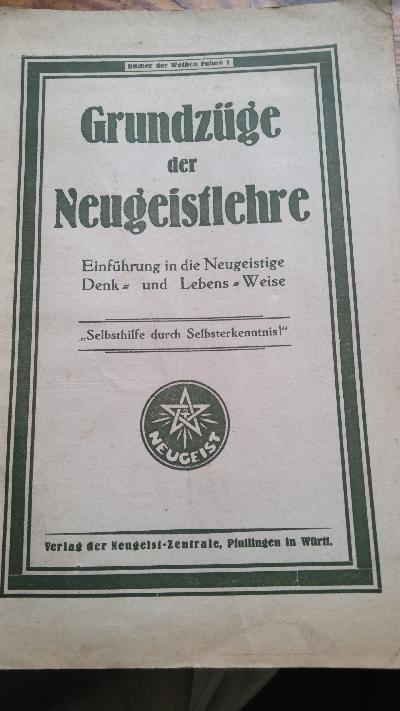 Bücher der Weißen Fahne 1
Grundzüge
der
Neugeistlehre
Einführung in die Neugeistige
Denk- und Lebens-Weise
„Selbsthilfe durch Selbsterkenntnis!“
NEUGEIST
Verlag der Neugeist-Zentrale, Pfullingen in Württ.